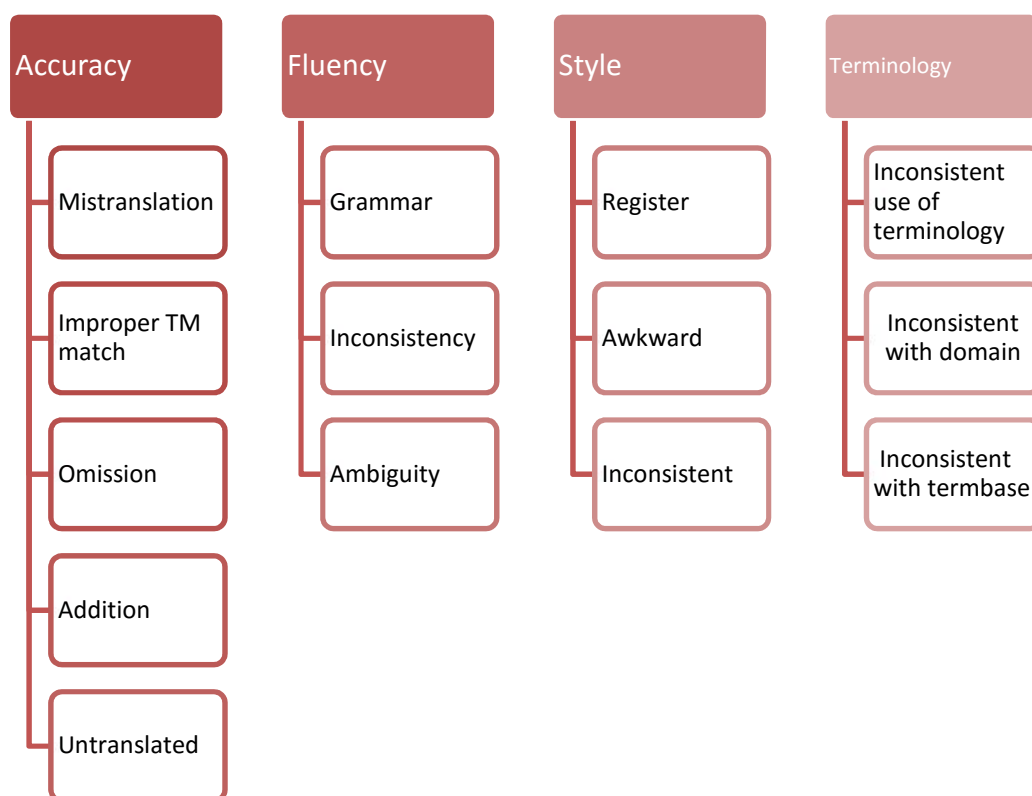 Accuracy
Mistranslation
Improper TM
match
Omission
Addition
Untranslated
Fluency
Grammar
Inconsistency
Ambiguity
Style
Register
Awkward
Inconsistent
Terminology
Inconsistent
use of
terminology
Inconsistent
with domain
Inconsistent
with termbase